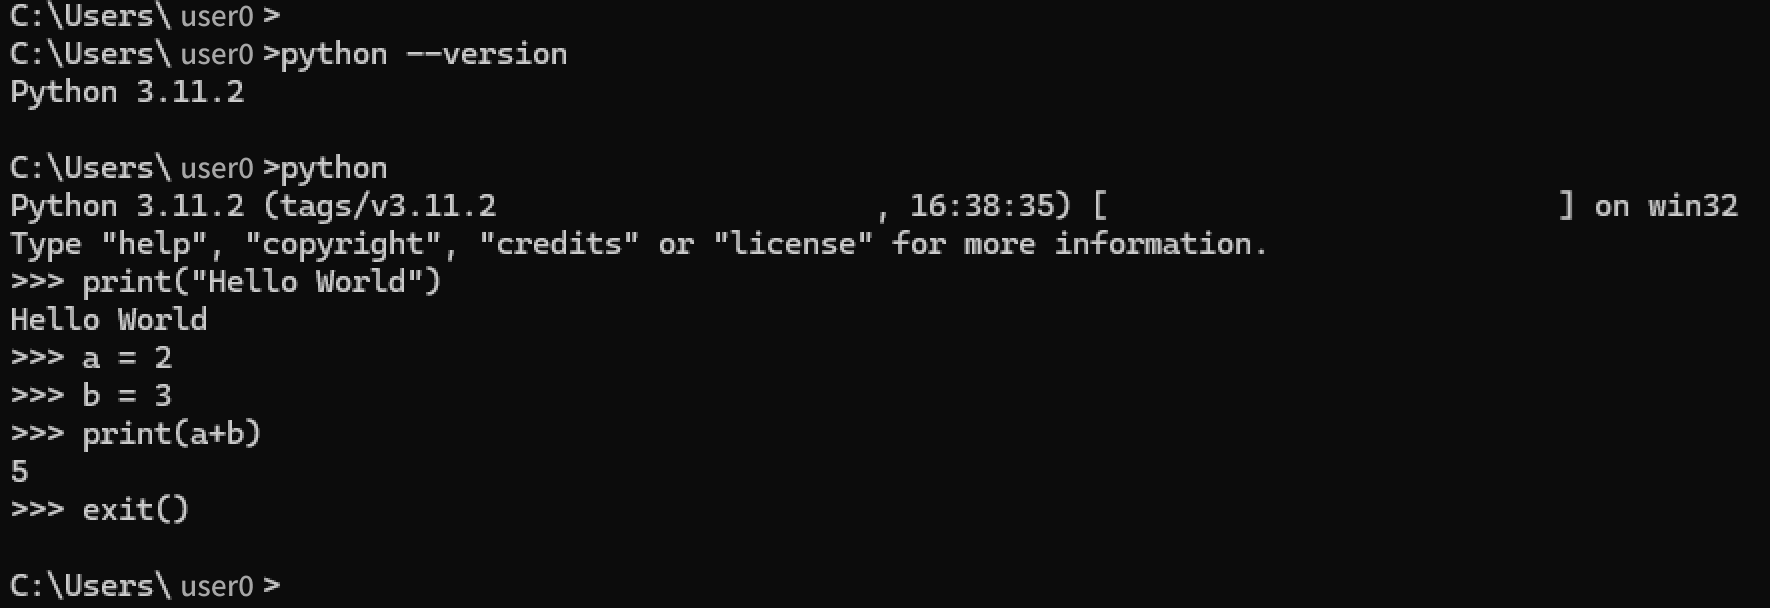 C:\Users\ user0 >
C:\Users\ user0 >python --version
Python 3.11.2
C:\Users\ user0 >python
Python 3.11.2 (tags/v3.11.2 , 16:38:35) [ ] on win32
Type "help", "copyright", "credits" or "license" for more information.
>>> print("Hello World")
Hello World
>>> a = 2
>>> b = 3
>>> print(a+b)
5
>>> exit()
C:\Users\ user0 >